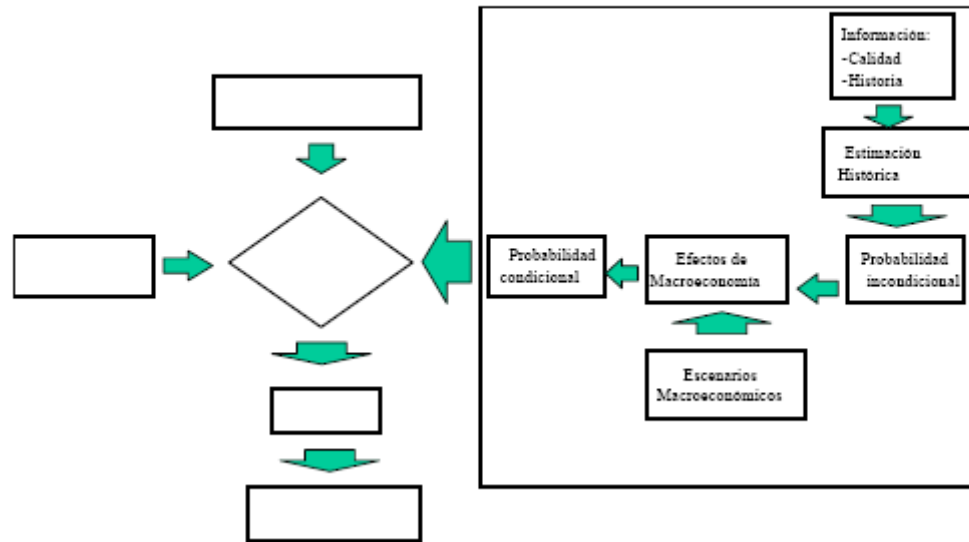 Información:
-Calidad
-Historia
Estimación
Histórica
Probabilidad
condicional
Efectos de
Macroeconomía
Probabilidad
incondicional
Escenarios
Macroeconómicos